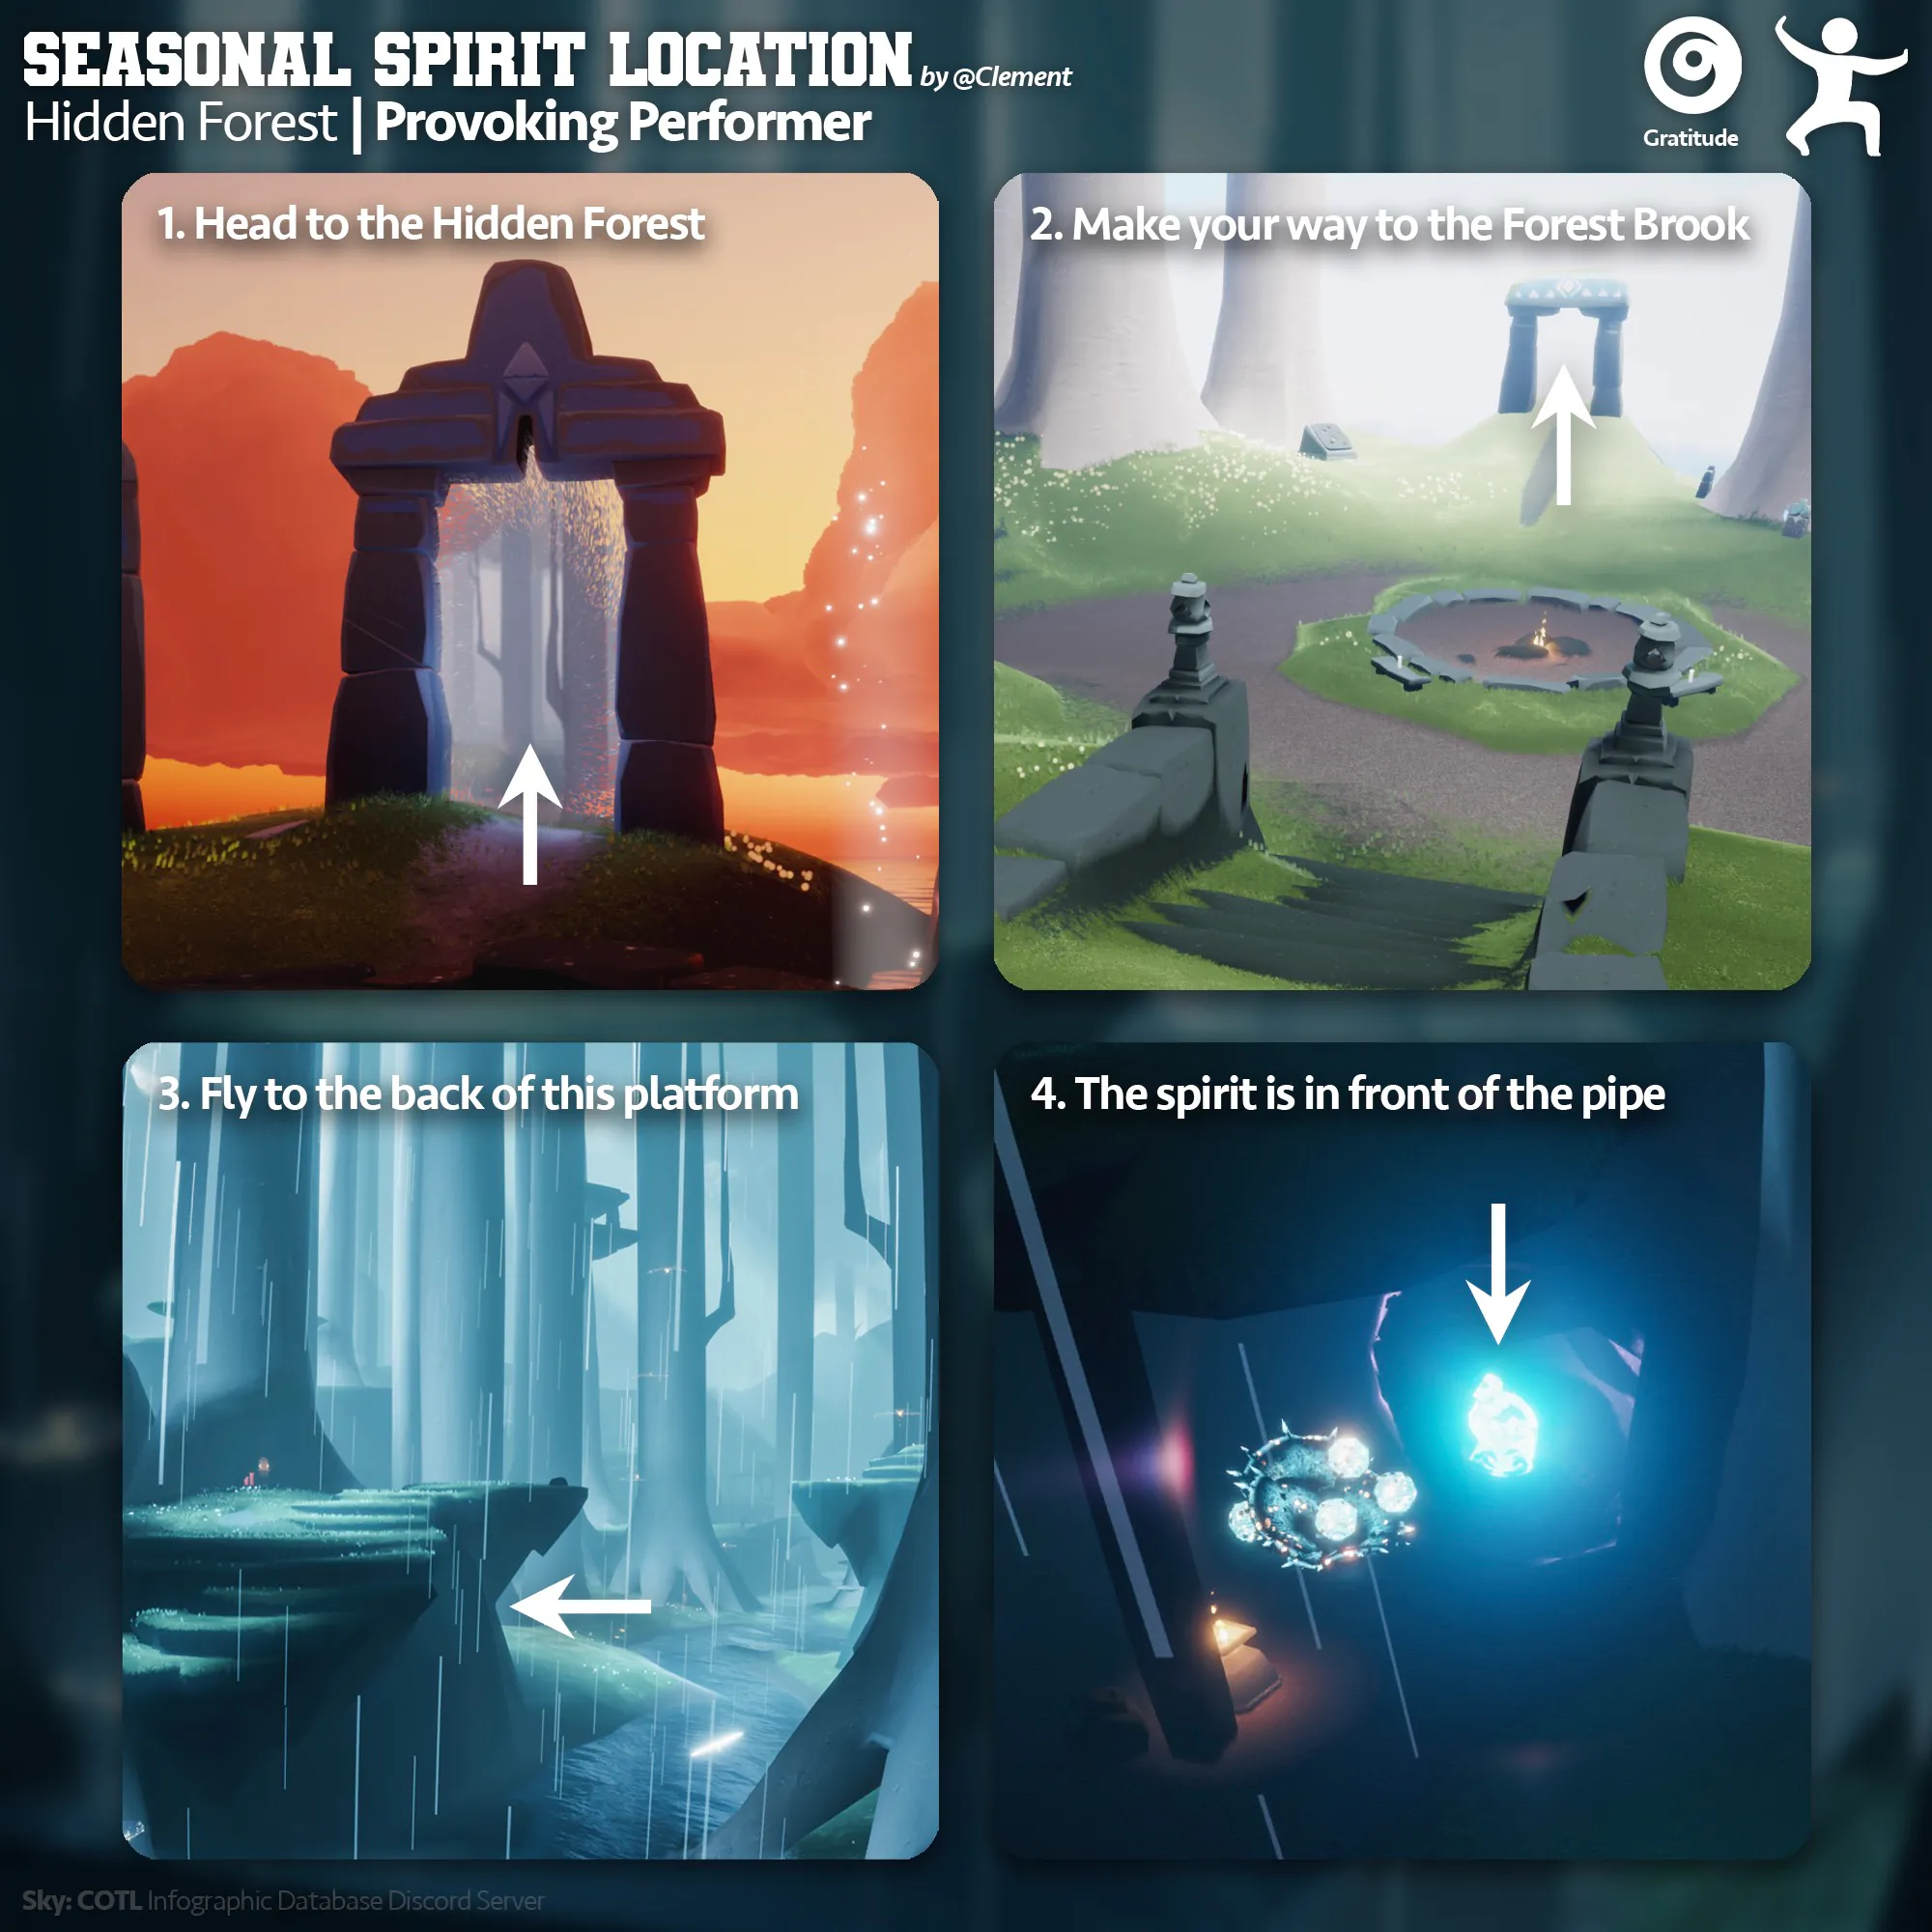 SEASONAL SPIRIT LOCATION by @Clement
Hidden Forest | Provoking Performer
Gratitude
1. Head to the Hidden Forest
2. Make your way to the Forest Brook
3. Fly to the back of this platform
4. The spirit is in front of the pipe
Sky: COTL Infographic Database Discord Server